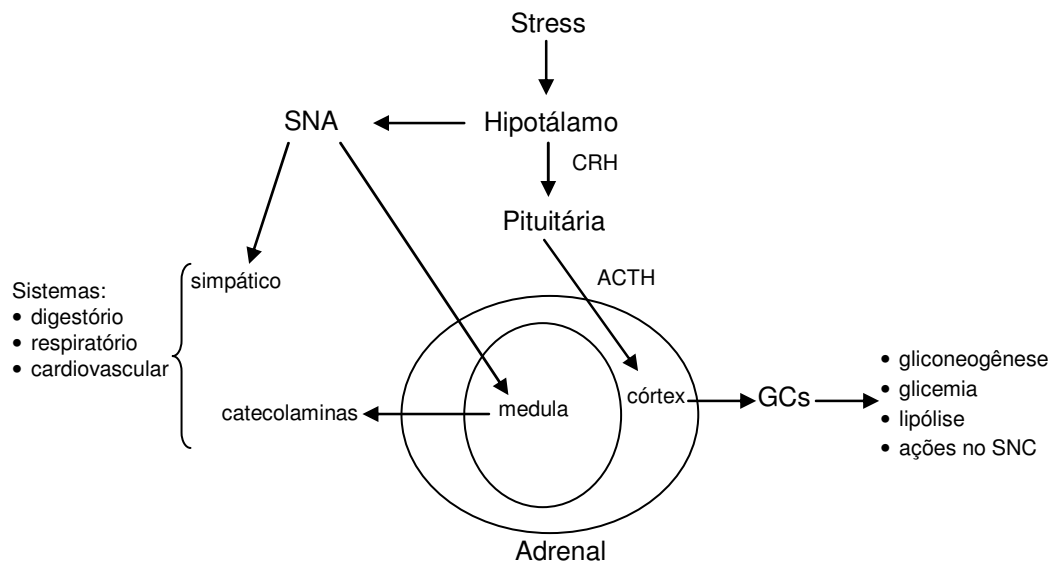 Stress
SNA
Hipotálamo
CRH
Pituitária
ACTH
simpático
Sistemas:
• digestório
• respiratório
• cardiovascular
catecolaminas
medula
córtex
GCs
• gliconeogênese
• glicemia
• lipólise
• ações no SNC
Adrenal